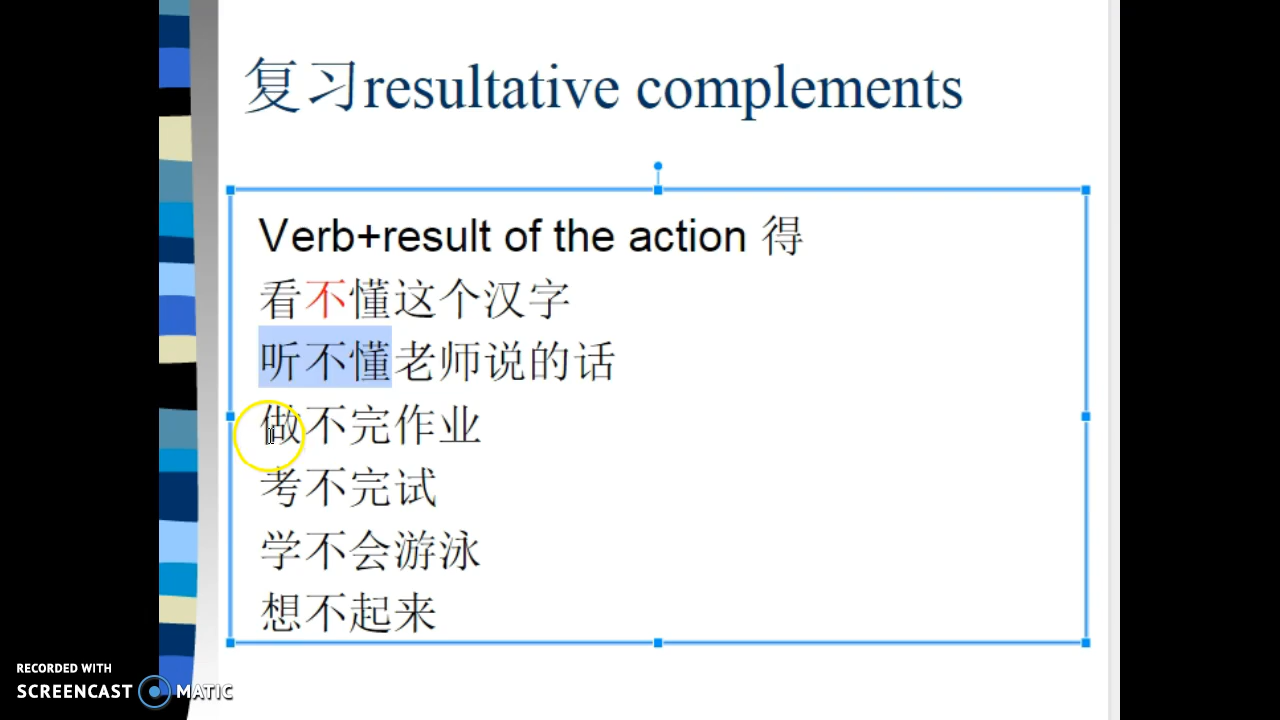 复习resultative complements
Verb+result of the action 得
看不懂这个汉字
听不懂老师说的话
做不完作业
考不完试
学不会游泳
想不起来
RECORDED WITH
SCREENCAST MATIC